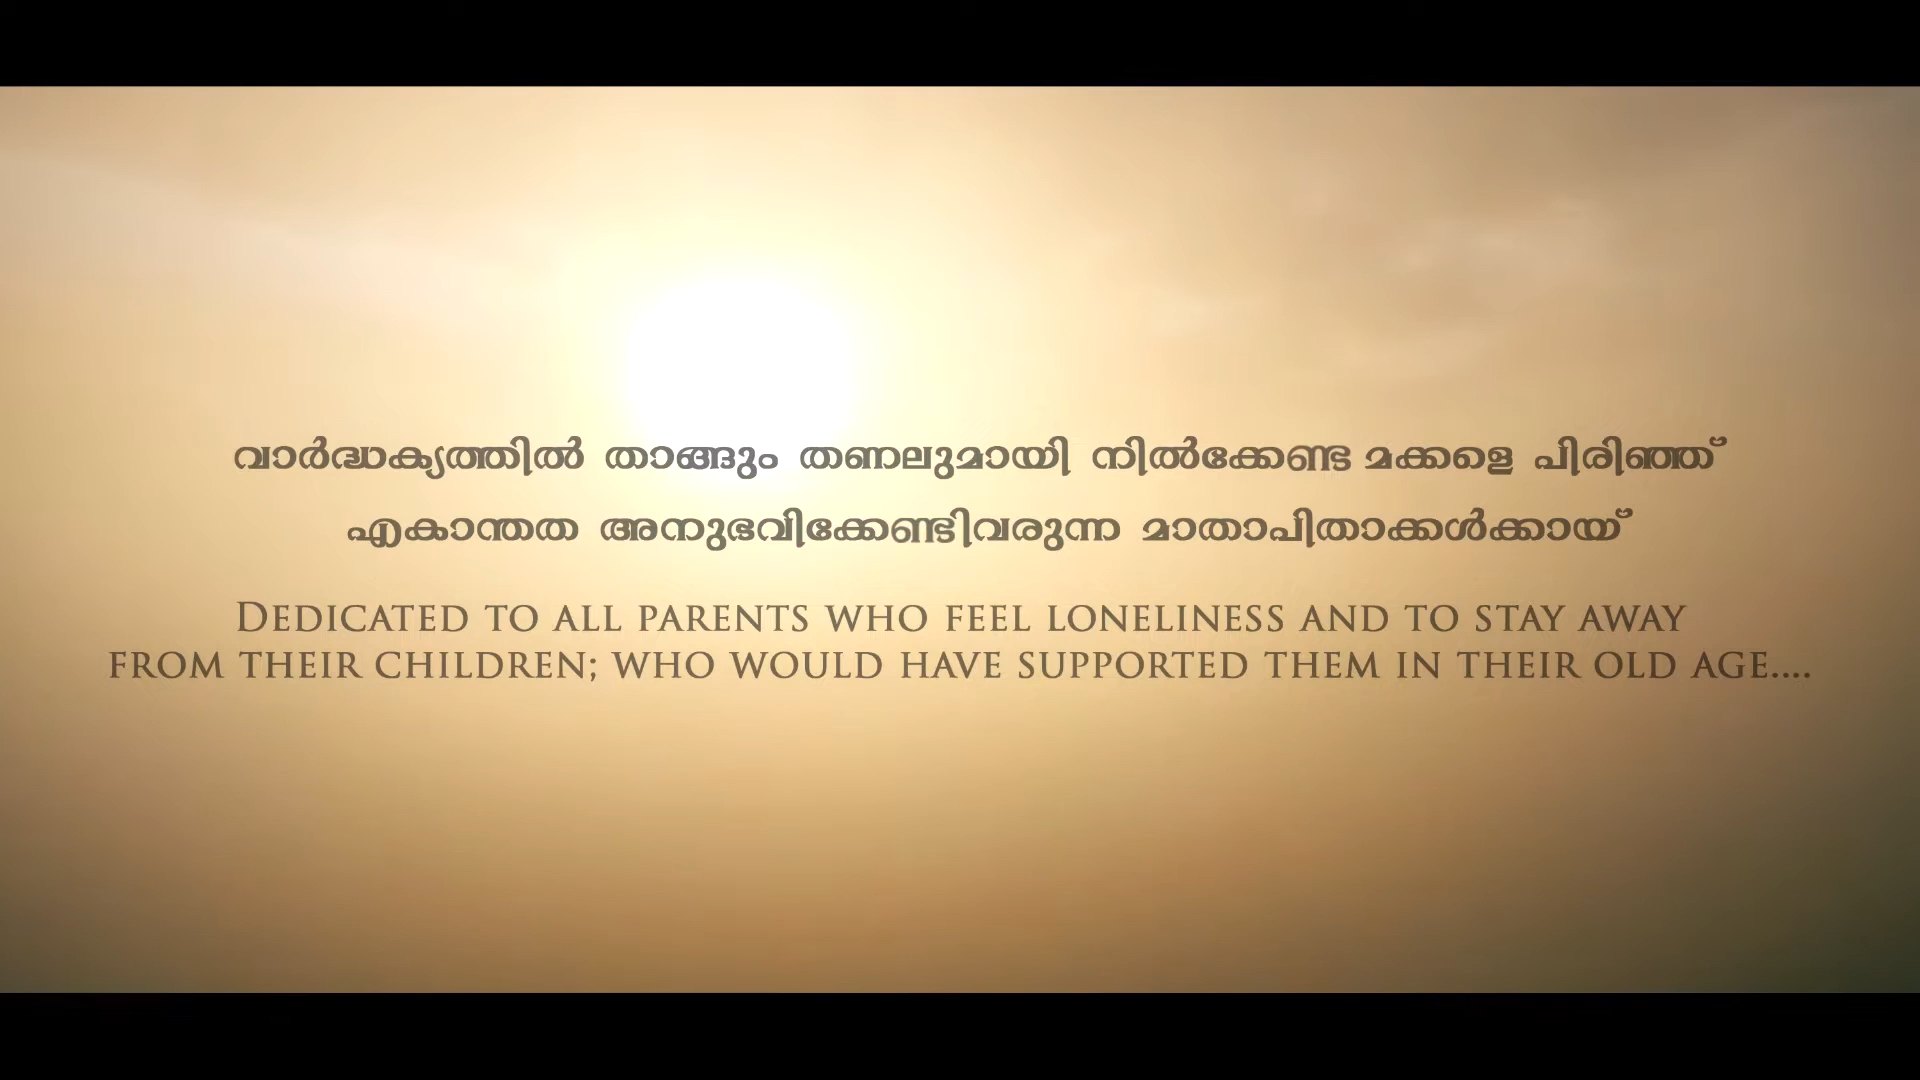 വാർദ്ധക്യത്തിൽ താങ്ങും തണലുമായി നിൽക്കേണ്ട മക്കളെ പിരിഞ്ഞ്
എകാന്തത അനുഭവിക്കേണ്ടിവരുന്ന മാതാപിതാക്കൾക്കായ്
DEDICATED TO ALL PARENTS WHO FEEL LONELINESS AND TO STAY AWAY
FROM THEIR CHILDREN; WHO WOULD HAVE SUPPORTED THEM IN THEIR OLD AGE....